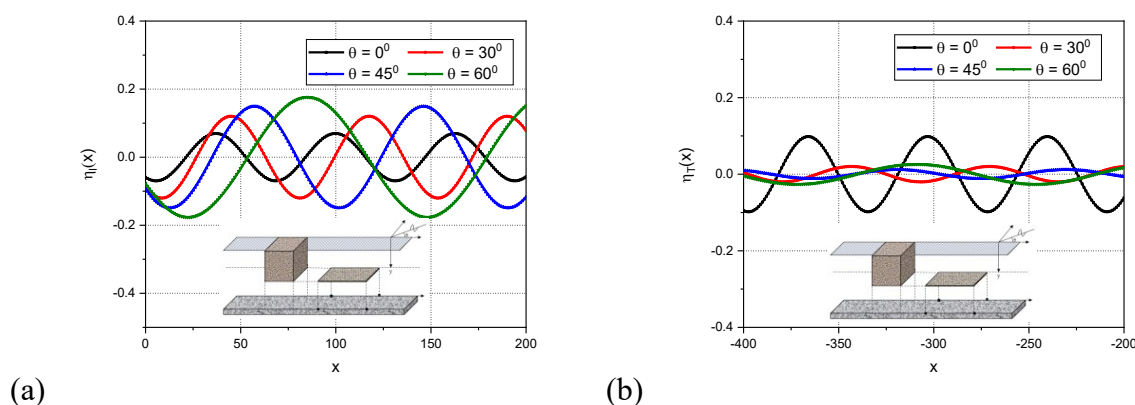 0.4
0.2
0.0
-0.2
-0.4
ηI(x)
θ = 0⁰ θ = 30⁰
θ = 45⁰ θ = 60⁰
y
0 50 100 150 200
x
(a)
0.4
0.2
0.0
-0.2
-0.4
ηT(x)
θ = 0⁰ θ = 30⁰
θ = 45⁰ θ = 60⁰
y
-400 -350 -300 -250 -200
x
(b)